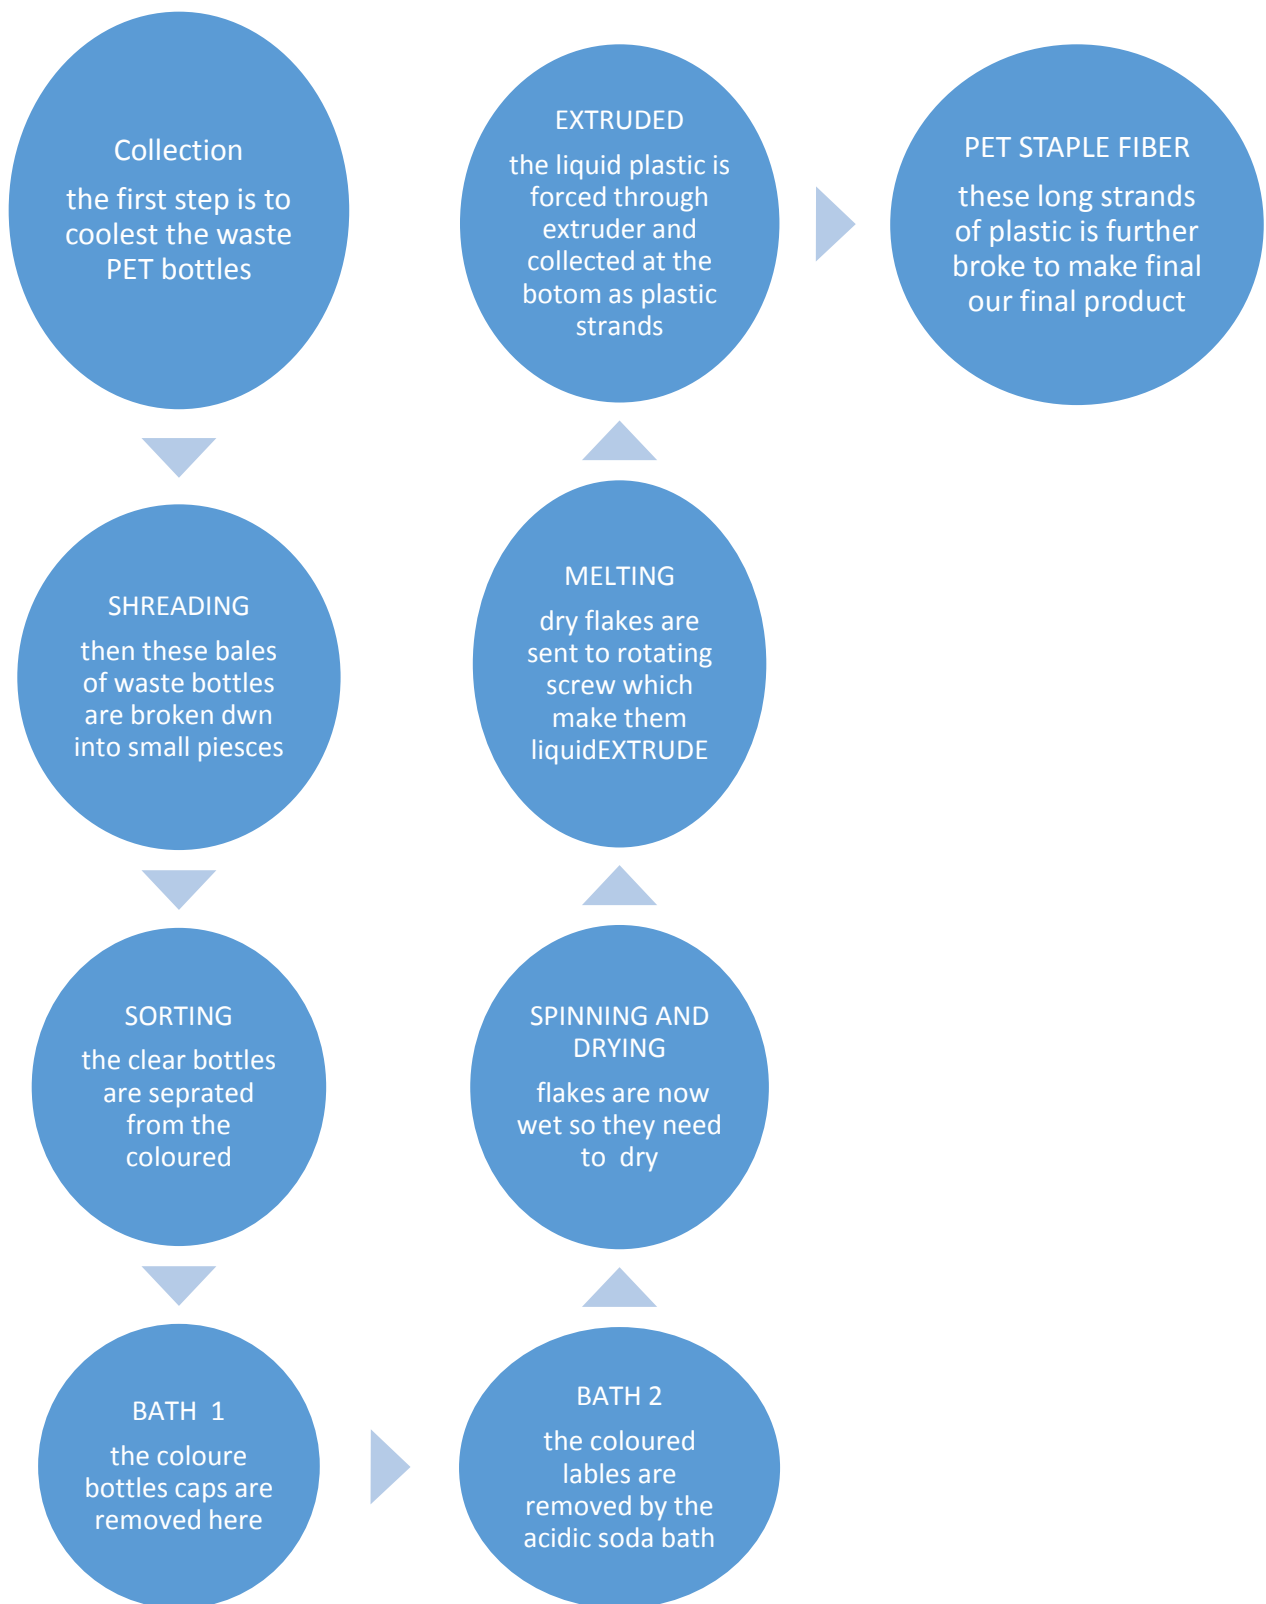 Collection
the first step is to
coolest the waste
PET bottles
SHREADING
then these bales
of waste bottles
are broken dwn
into small piesces
SORTING
the clear bottles
are seprated
from the
coloured
BATH  1
the coloure
bottles caps are
removed here
BATH 2
the coloured
lables are
removed by the
acidic soda bath
SPINNING AND
DRYING
flakes are now
wet so they need
to  dry
MELTING
dry flakes are
sent to rotating
screw which
make them
liquidEXTRUDE
EXTRUDED
the liquid plastic is
forced through
extruder and
collected at the
botom as plastic
strands
PET STAPLE FIBER
these long strands
of plastic is further
broke to make final
our final product